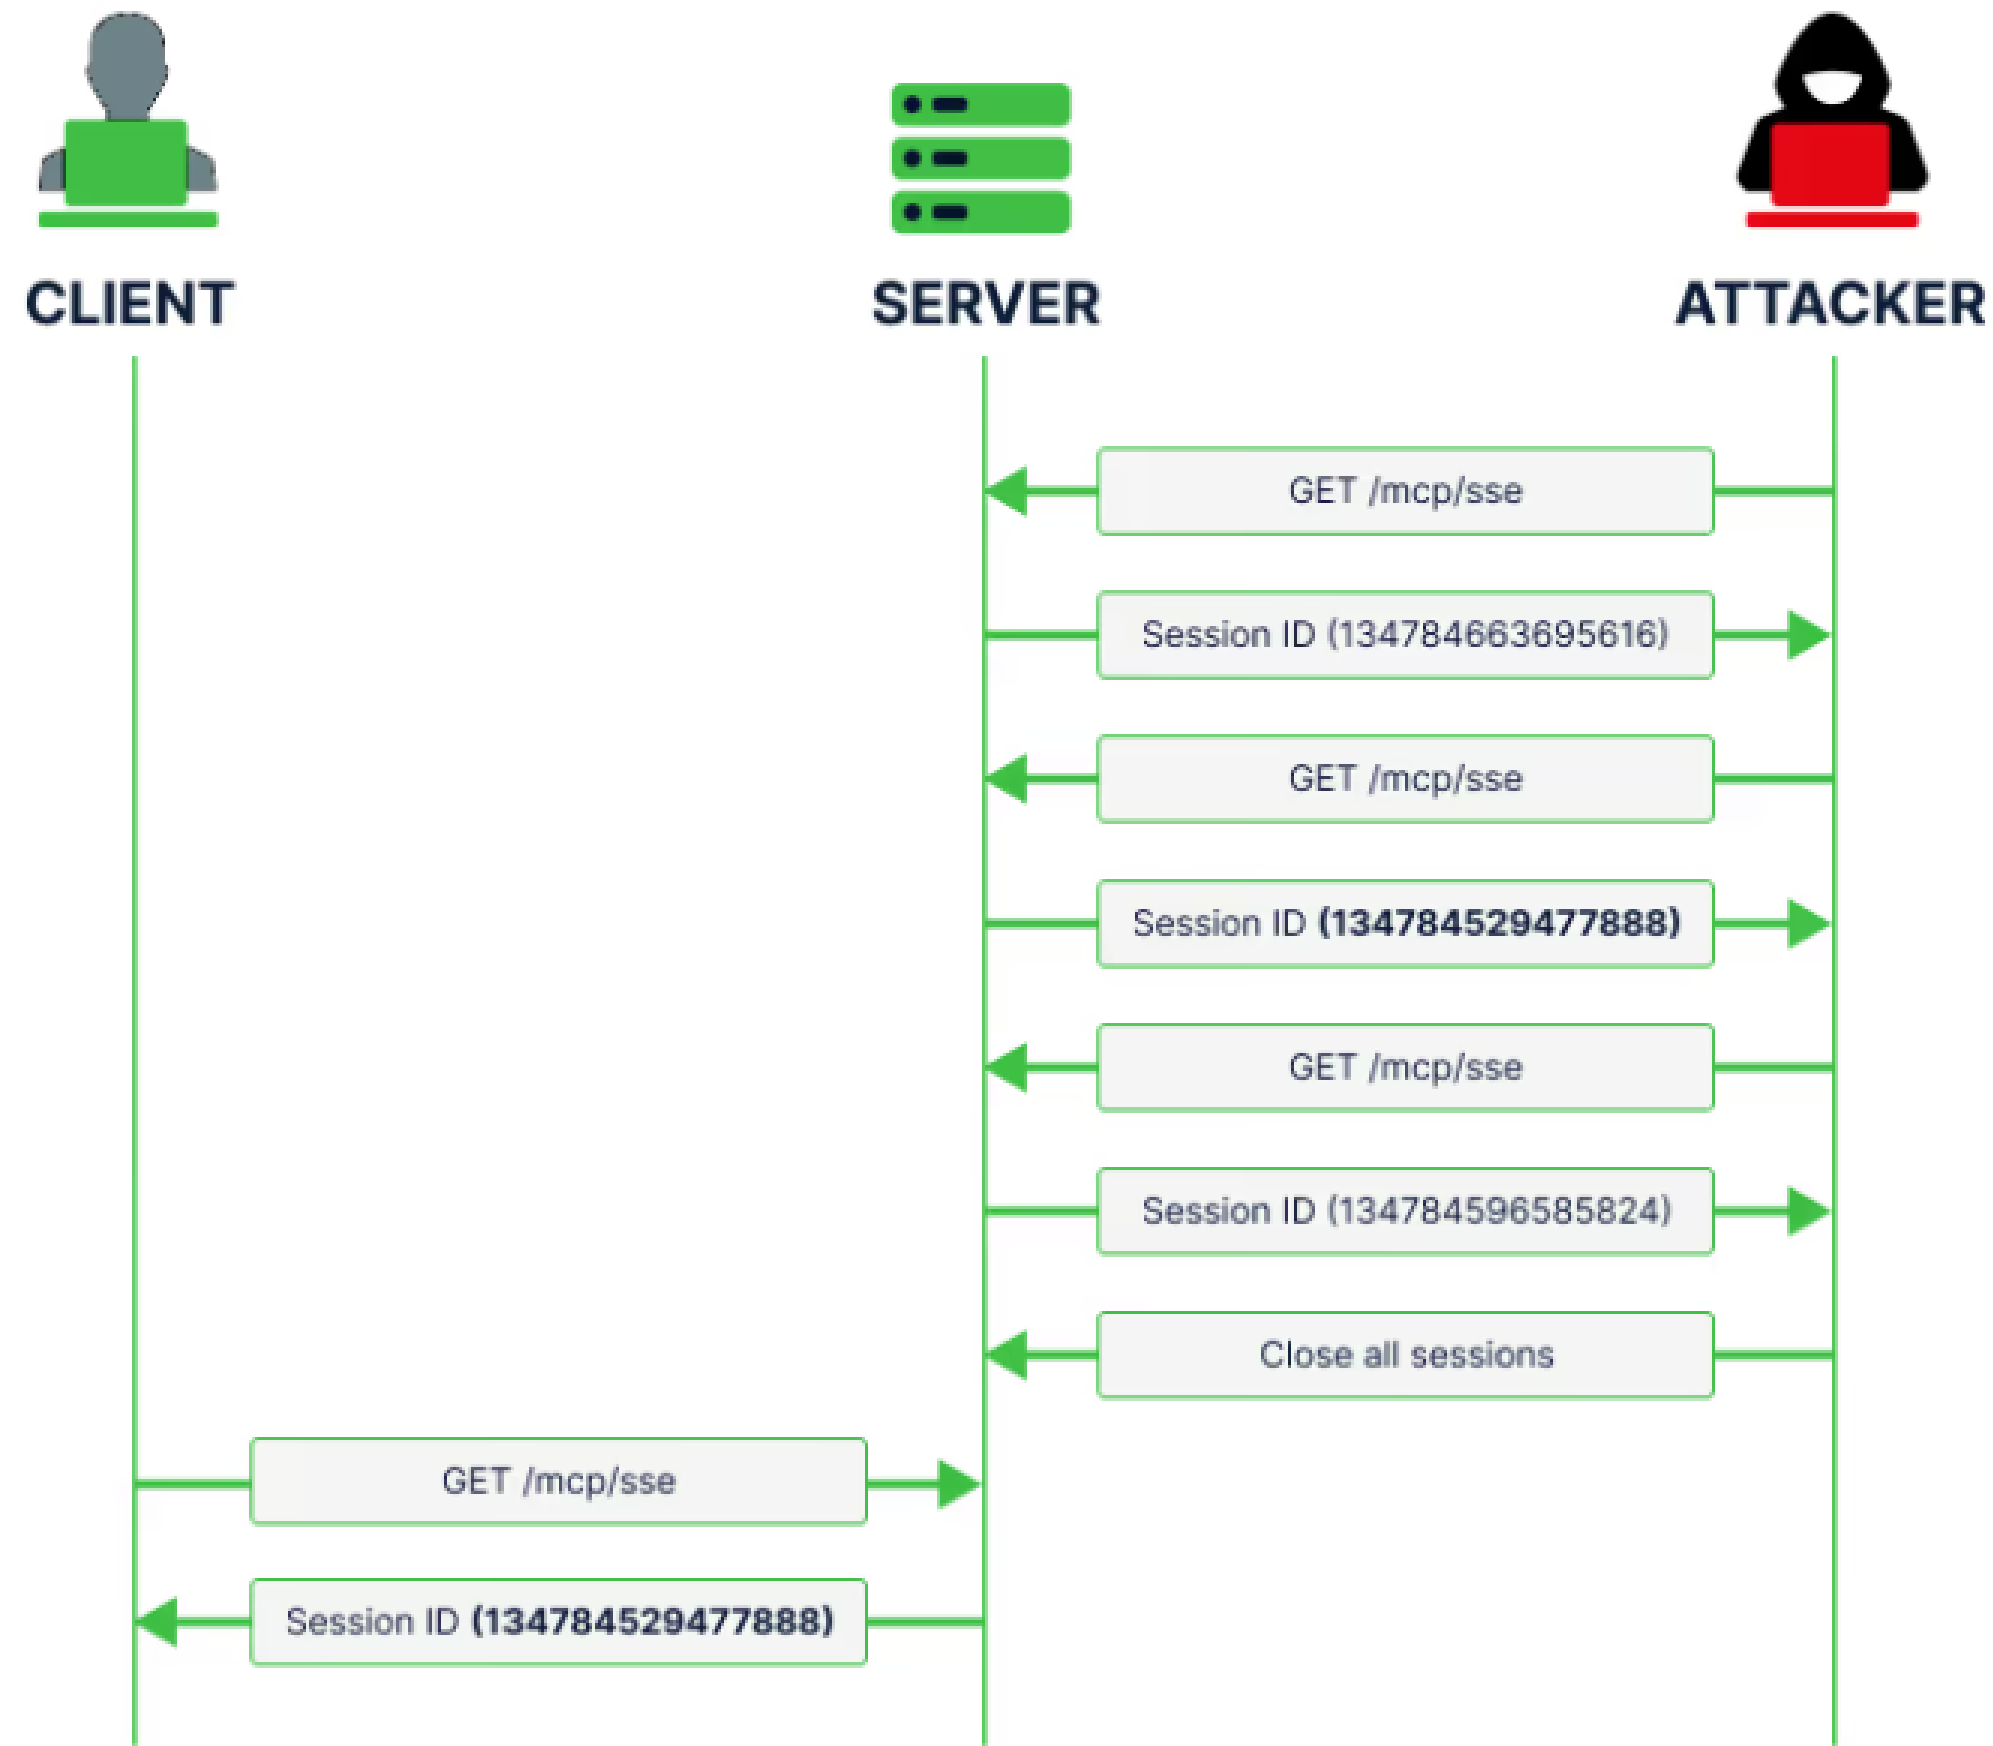 CLIENT
SERVER
ATTACKER
GET /mcp/sse
Session ID (134784663695616)
GET /mcp/sse
Session ID (134784529477888)
GET /mcp/sse
Session ID (134784596585824)
Close all sessions
GET /mcp/sse
Session ID (134784529477888)